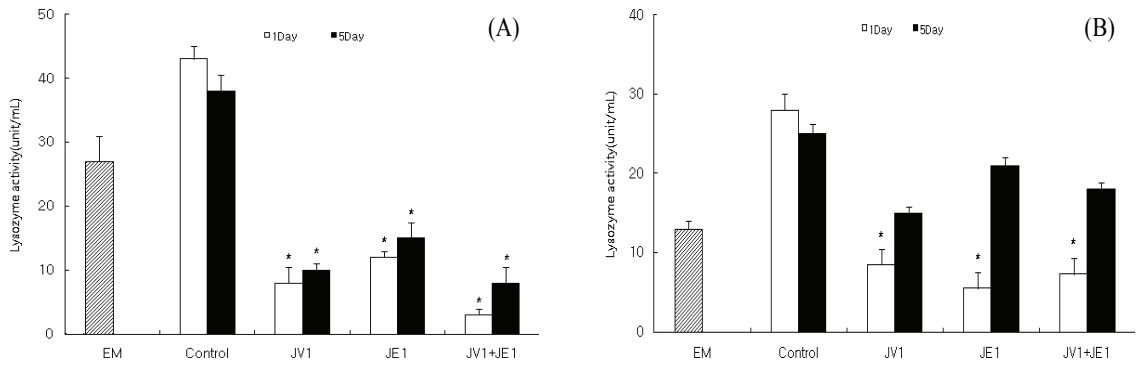 (A)
1Day 5Day
Lysozyme activity(unit/mL)
50
40
30
20
10
0
* * * * * *
EM Control JV1 JE1 JV1+JE1
(B)
1Day 5Day
Lysozyme activity(unit/mL)
40
30
20
10
0
* * *
EM Control JV1 JE1 JV1+JE1